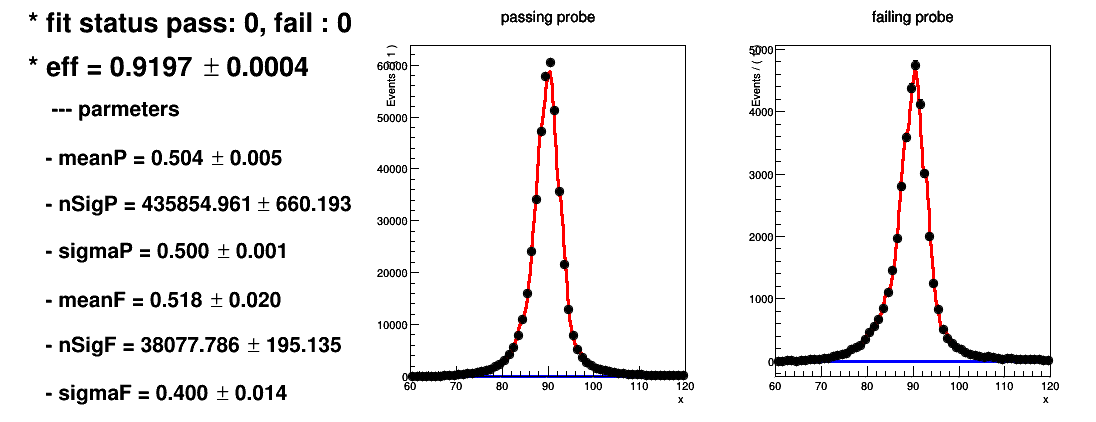 * fit status pass: 0, fail : 0
* eff = 0.9197 ± 0.0004
--- parmeters
- meanP = 0.504 ± 0.005
- nSigP = 435854.961 ± 660.193
- sigmaP = 0.500 ± 0.001
- meanF = 0.518 ± 0.020
- nSigF = 38077.786 ± 195.135
- sigmaF = 0.400 ± 0.014
passing probe
Events / ( 1 )
60000
50000
40000
30000
20000
10000
0
60 70 80 90 100 110 120
x
failing probe
Events / (
5000
4000
3000
2000
1000
0
60 70 80 90 100 110 120
x